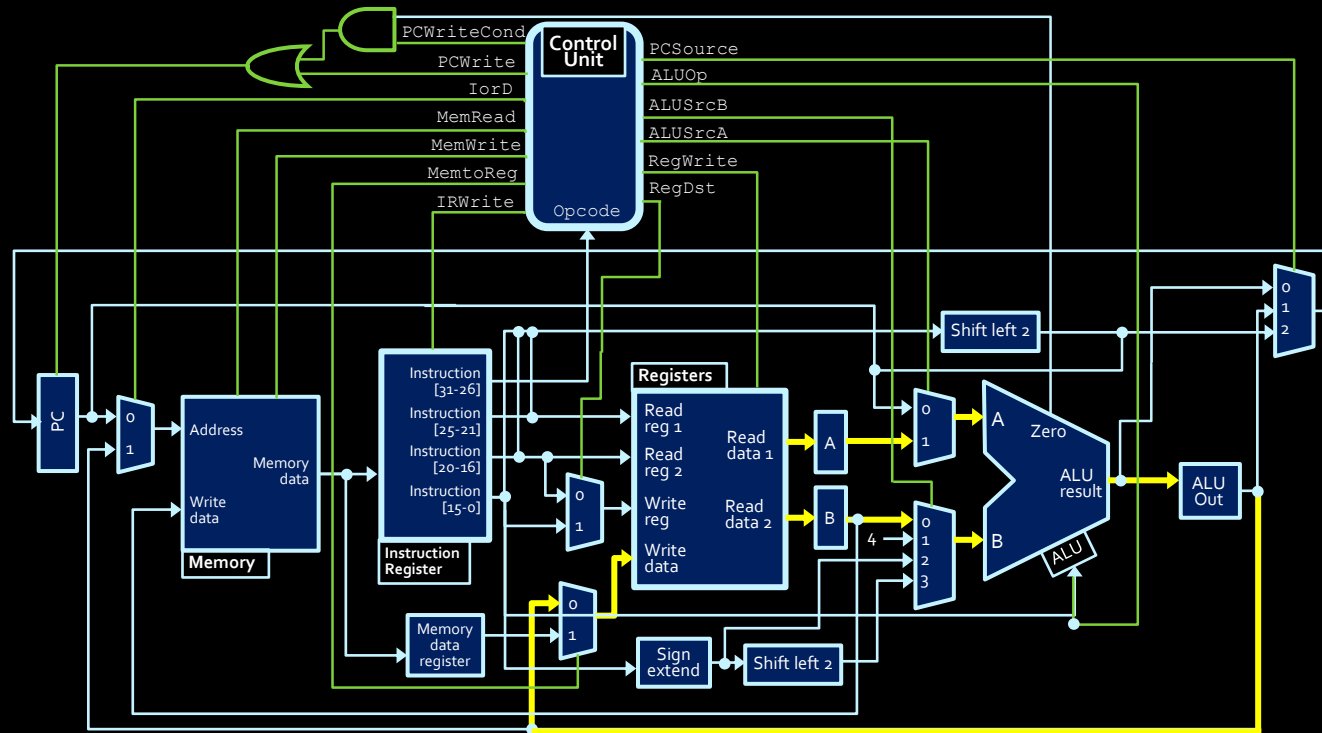 PCWriteCond
PCWrite
IorD
MemRead
MemWrite
MemtoReg
IRWrite
Control
Unit
Opcode
PCSource
ALUOp
ALUSrcB
ALUSrcA
RegWrite
RegDst
PC
0
1
Address
Memory
data
Write
data
Memory
Instruction
[31-26]
Instruction
[25-21]
Instruction
[20-16]
Instruction
[15-0]
Instruction
Register
Memory
data
register
0
1
0
1
Registers
Read
reg 1
Read
reg 2
Write
reg
Write
data
Read
data 1
Read
data 2
Sign
extend
Shift left 2
A
B
4
0
1
0
1
2
3
Shift left 2
A
B
Zero
ALU
result
ALU
ALU
Out
0
1
2